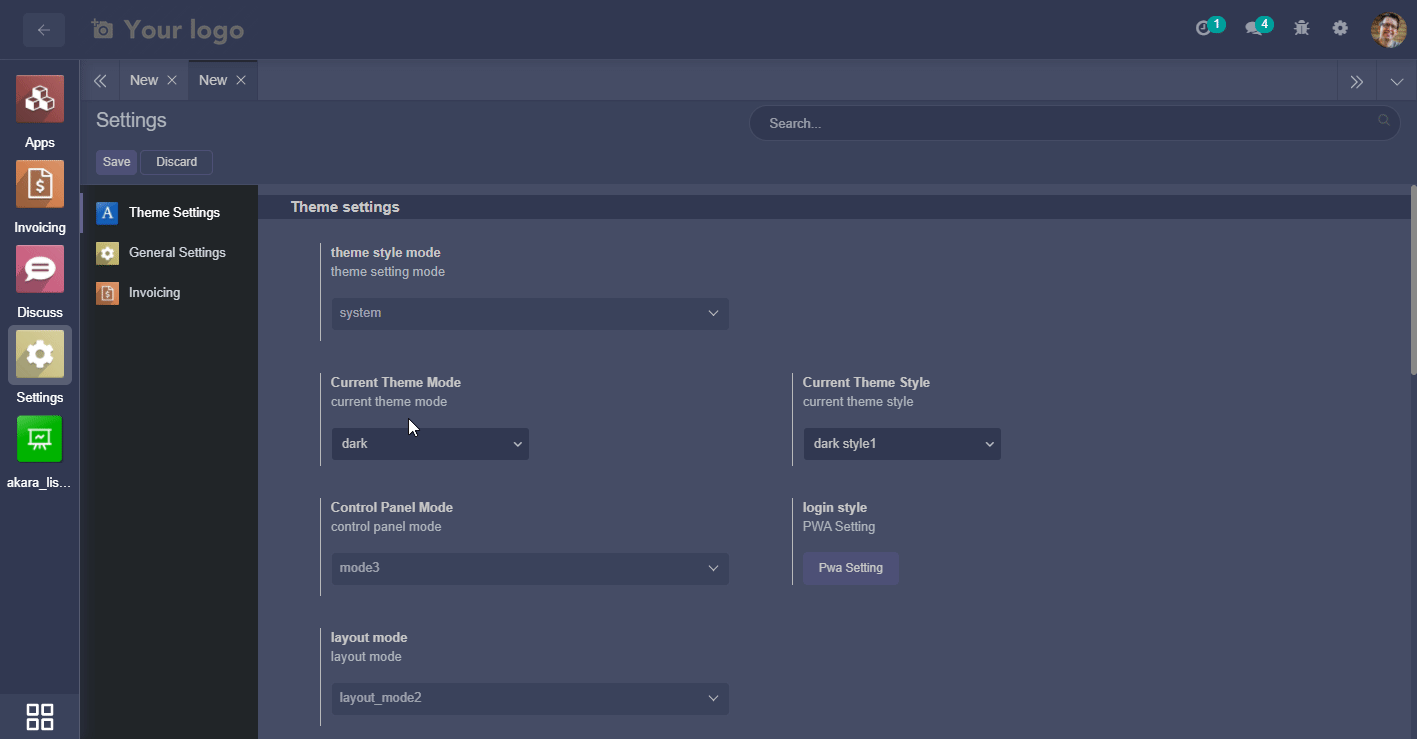 Your logo
1
4
New
New
Settings
Search...
Save
Discard
Apps
Invoicing
Discuss
Settings
akara_lis...
A
Theme Settings
General Settings
Invoicing
Theme settings
theme style mode
theme setting mode
system
Current Theme Mode
current theme mode
dark
Current Theme Style
current theme style
dark style1
Control Panel Mode
control panel mode
mode3
login style
PWA Setting
Pwa Setting
layout mode
layout mode
layout_mode2